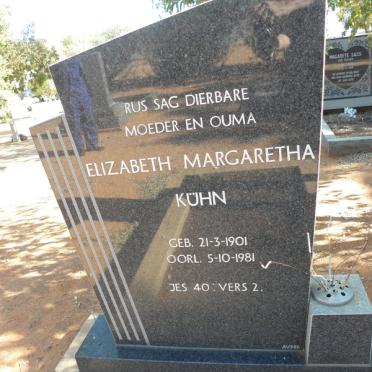 RUS SAG DIERBARE
MOEDER EN OUMA
ELIZABETH MARGARETHA
KÜHN
GEB. 21-3-1901
OORL. 5-10-1981
JES 40: VERS 2.